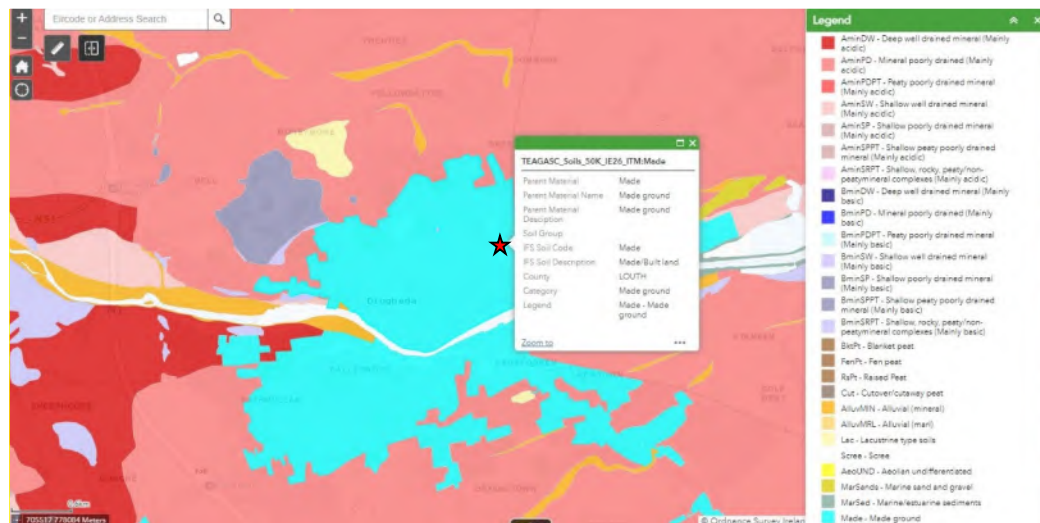 +
Eircode or Address Search
−
Drogheda
N51
M1
TEAGASC_Soils_50K_IE26_ITM:Made
Parent Material Made
Parent Material Name Made ground
Parent Material Desciption Made ground
Soil Group
IFS Soil Code Made
IFS Soil Description Made/Built land
County LOUTH
Category Made ground
Legend Made - Made ground
Zoom to
Legend
AminDW - Deep well drained mineral (Mainly acidic)
AminPD - Mineral poorly drained (Mainly acidic)
AminPDPT - Peaty poorly drained mineral (Mainly acidic)
AminSW - Shallow well drained mineral (Mainly acidic)
AminSP - Shallow poorly drained mineral (Mainly acidic)
AminSPPT - Shallow peaty poorly drained mineral (Mainly acidic)
AminSRPT - Shallow, rocky, peaty/non-peatymineral complexes (Mainly acidic)
BminDW - Deep well drained mineral (Mainly basic)
BminPD - Mineral poorly drained (Mainly basic)
BminPDPT - Peaty poorly drained mineral (Mainly basic)
BminSW - Shallow well drained mineral (Mainly basic)
BminSP - Shallow poorly drained mineral (Mainly basic)
BminSPPT - Shallow peaty poorly drained mineral (Mainly basic)
BminSRPT - Shallow, rocky, peaty/non-peatymineral complexes (Mainly basic)
BktPt - Blanket peat
FenPt - Fen peat
RsPt - Raised Peat
Cut - Cutover/cutaway peat
AlluvMIN - Alluvial (mineral)
AlluvMRL - Alluvial (marl)
Lac - Lacustrine type soils
Scree - Scree
AeoUND - Aeolian undifferentiated
MarSands - Marine sand and gravel
MarSed - Marine/estuarine sediments
Made - Made ground
705517 778084 Meters
© Ordnance Survey Ireland